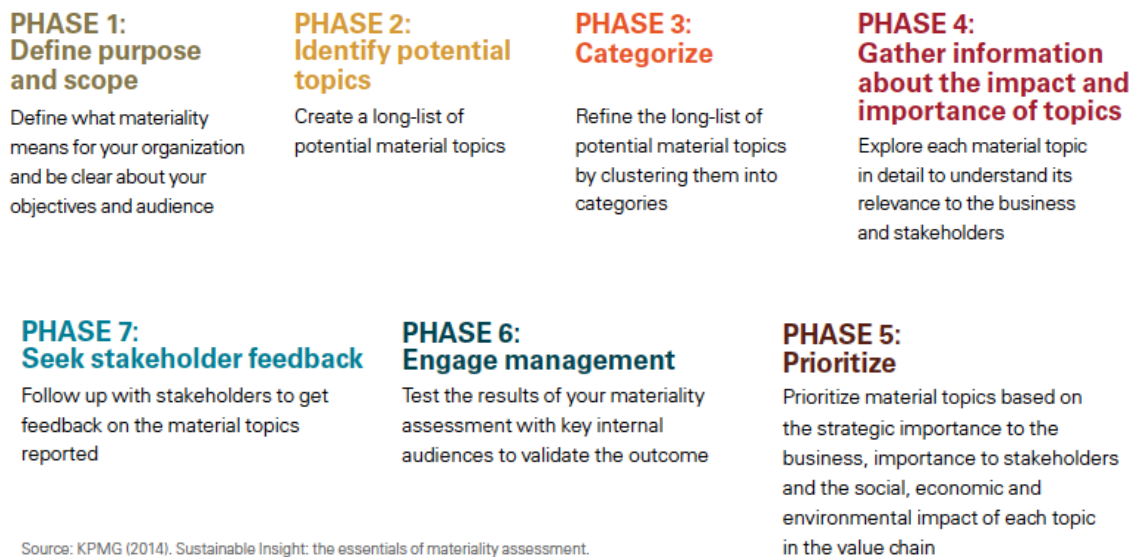 PHASE 1:
Define purpose
and scope
Define what materiality
means for your organization
and be clear about your
objectives and audience
PHASE 2:
Identify potential
topics
Create a long-list of
potential material topics
PHASE 3:
Categorize
Refine the long-list of
potential material topics
by clustering them into
categories
PHASE 4:
Gather information
about the impact and
importance of topics
Explore each material topic
in detail to understand its
relevance to the business
and stakeholders
PHASE 7:
Seek stakeholder feedback
Follow up with stakeholders to get
feedback on the material topics
reported
PHASE 6:
Engage management
Test the results of your materiality
assessment with key internal
audiences to validate the outcome
PHASE 5:
Prioritize
Prioritize material topics based on
the strategic importance to the
business, importance to stakeholders
and the social, economic and
environmental impact of each topic
in the value chain
Source: KPMG (2014). Sustainable Insight: the essentials of materiality assessment.